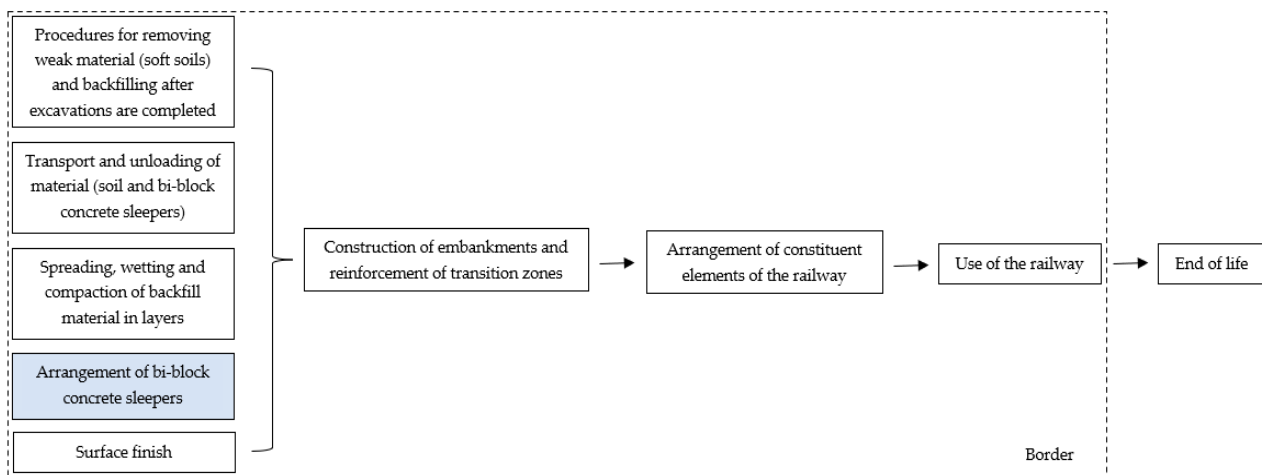 Procedures for removing
weak material (soft soils)
and backfilling after
excavations are completed
Transport and unloading of
material (soil and bi-block
concrete sleepers)
Spreading, wetting and
compaction of backfill
material in layers
Arrangement of bi-block
concrete sleepers
Surface finish
Construction of embankments and
reinforcement of transition zones
Arrangement of constituent
elements of the railway
Use of the railway
End of life
Border